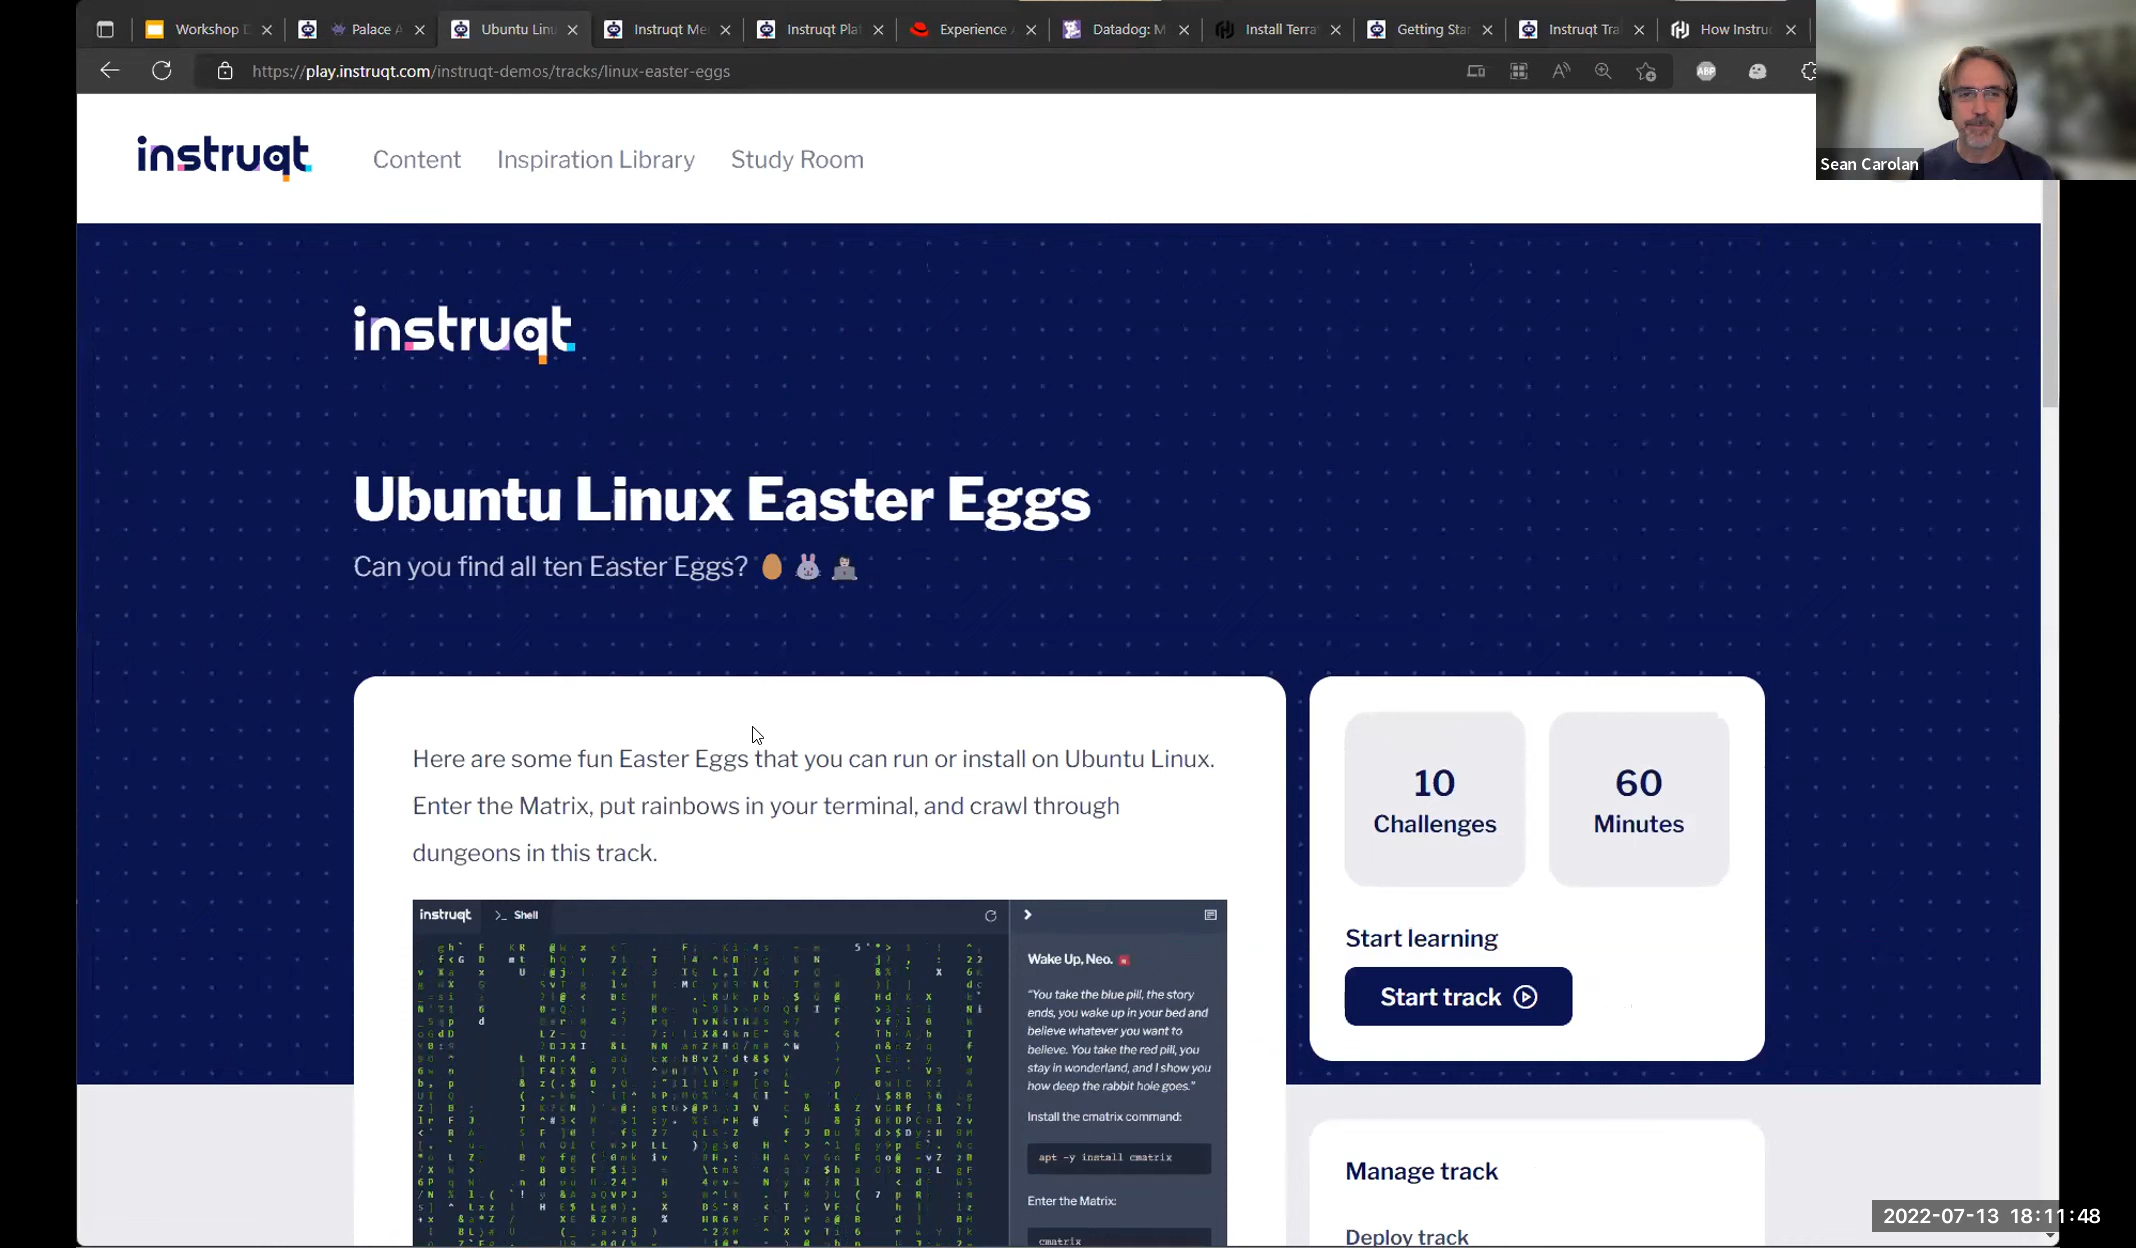 Workshop D
Palace A
Ubuntu Linu
Instruqt Me
Instruqt Pla
Experience
Datadog: M
Install Terra
Getting Sta
Instruqt Tra
How Instruc
https://play.instruqt.com/instruqt-demos/tracks/linux-easter-eggs
ABP
Sean Carolan
instruqt
Content
Inspiration Library
Study Room
instruqt
Ubuntu Linux Easter Eggs
Can you find all ten Easter Eggs?
Here are some fun Easter Eggs that you can run or install on Ubuntu Linux.
Enter the Matrix, put rainbows in your terminal, and crawl through
dungeons in this track.
10
Challenges
60
Minutes
Start learning
Start track
instruqt
>_ Shell
Wake Up, Neo.
"You take the blue pill, the story
ends, you wake up in your bed and
believe whatever you want to
believe. You take the red pill, you
stay in wonderland, and I show you
how deep the rabbit hole goes."
Install the cmatrix command:
apt -y install cmatrix
Enter the Matrix:
cmatrix
Manage track
Deploy track
2022-07-13 18:11:48